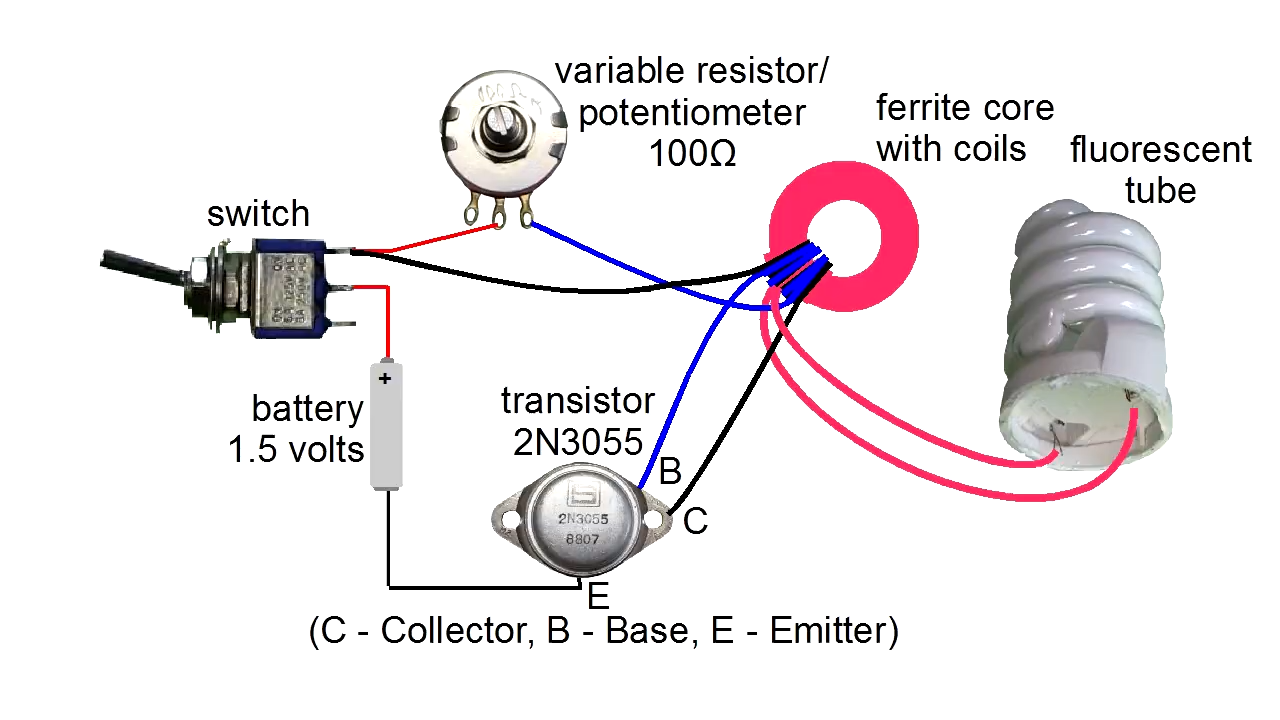 variable resistor/
potentiometer
100Ω
ferrite core
with coils
fluorescent
tube
switch
+
battery
1.5 volts
transistor
2N3055
B
C
2N3055
8807
E
(C - Collector, B - Base, E - Emitter)